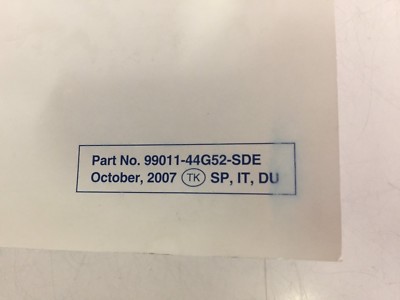 Part No. 99011-44G52-SDE
October, 2007 TK SP, IT, DU